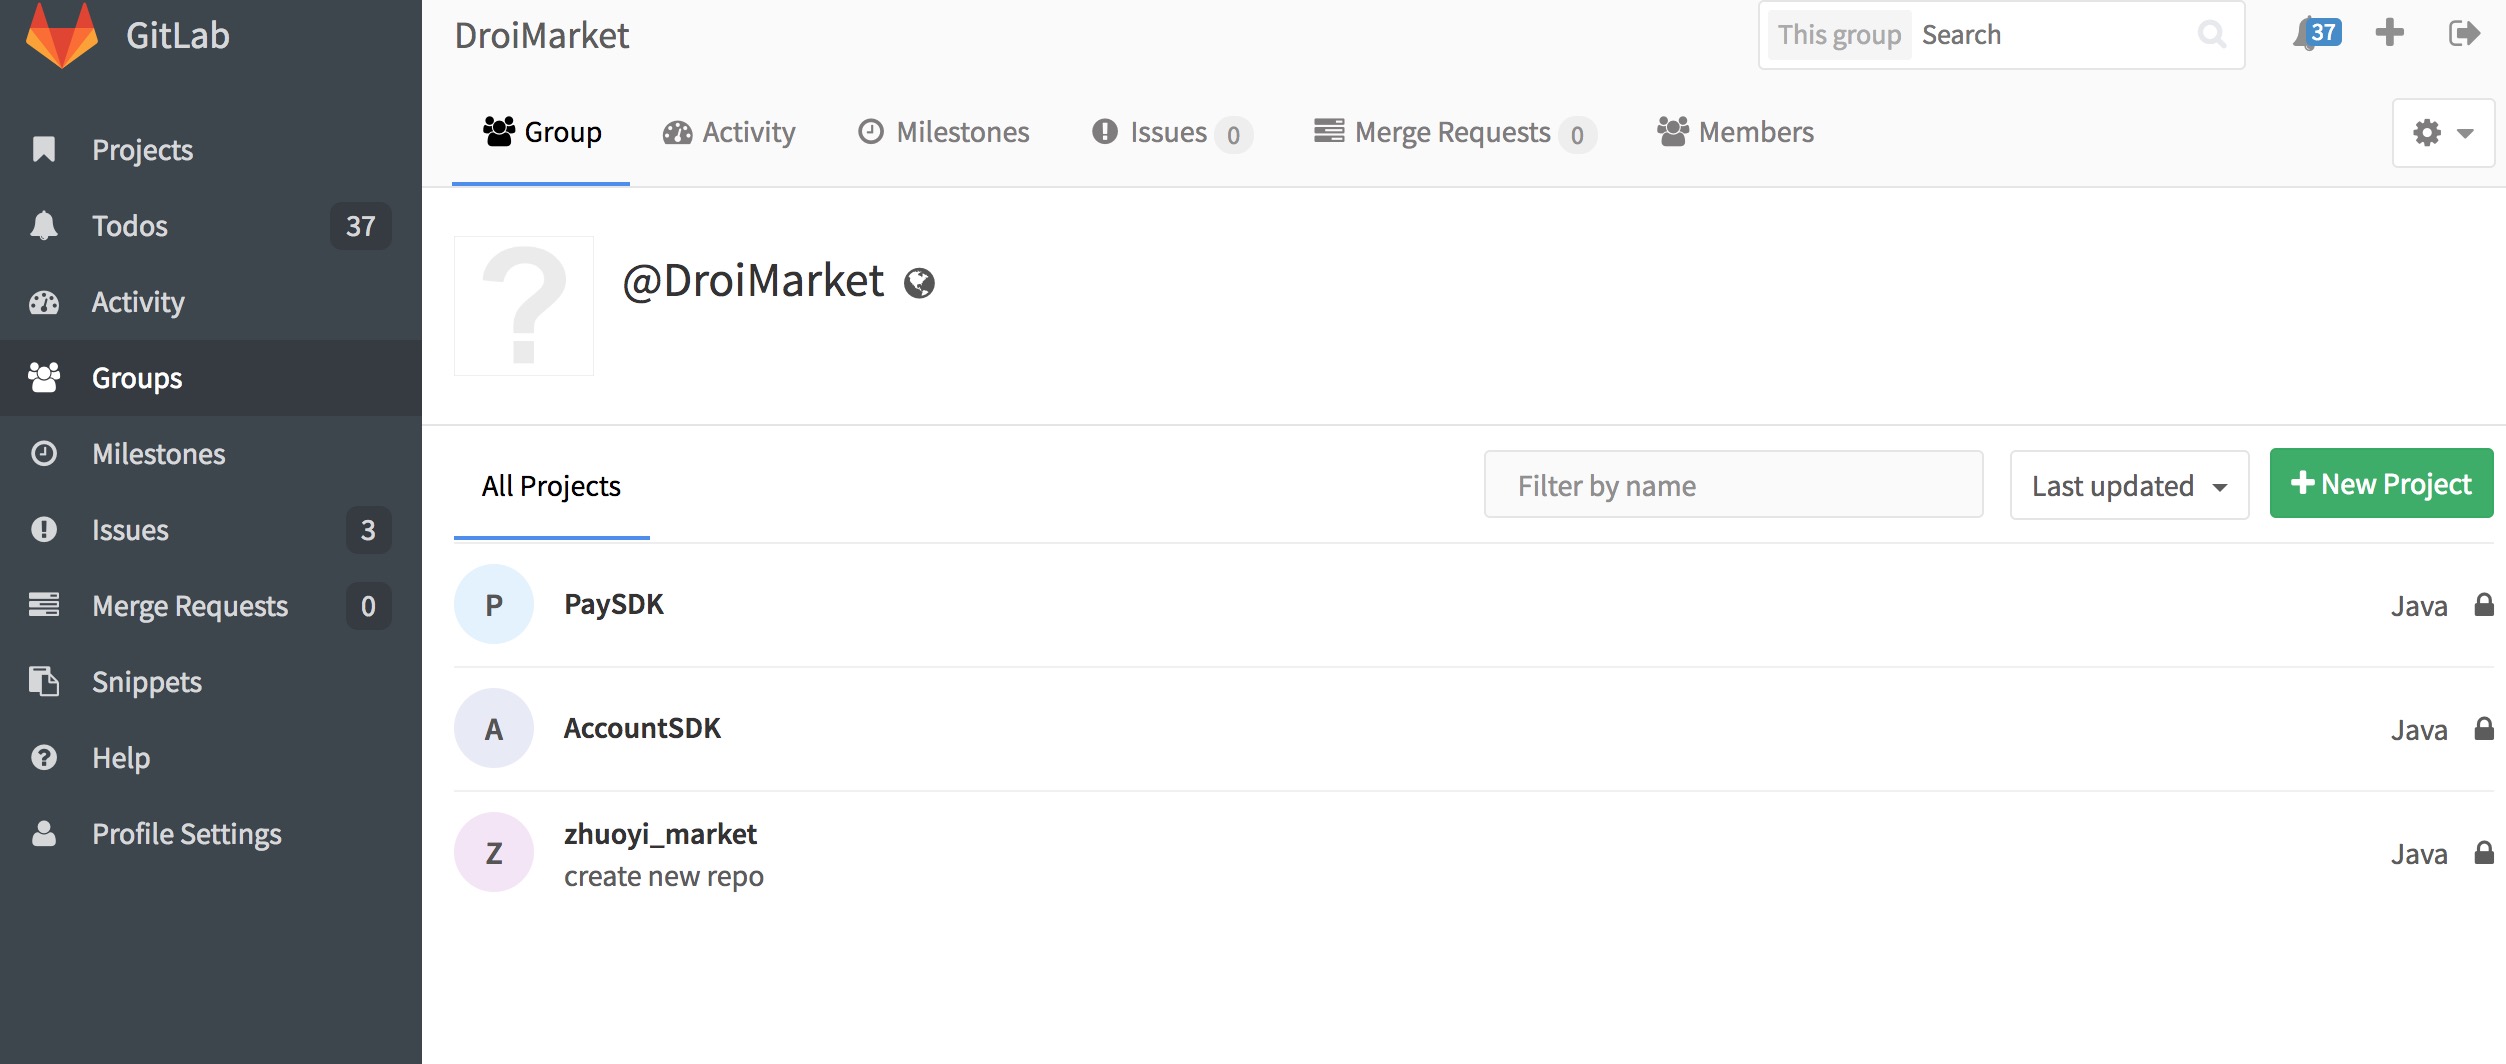 GitLab
Projects
Todos 37
Activity
Groups
Milestones
Issues 3
Merge Requests 0
Snippets
Help
Profile Settings
DroiMarket
This group Search
37
Group Activity Milestones Issues 0 Merge Requests 0 Members
@DroiMarket
All Projects Filter by name Last updated New Project
P PaySDK Java
A AccountSDK Java
Z zhuoyi_market Java
create new repo